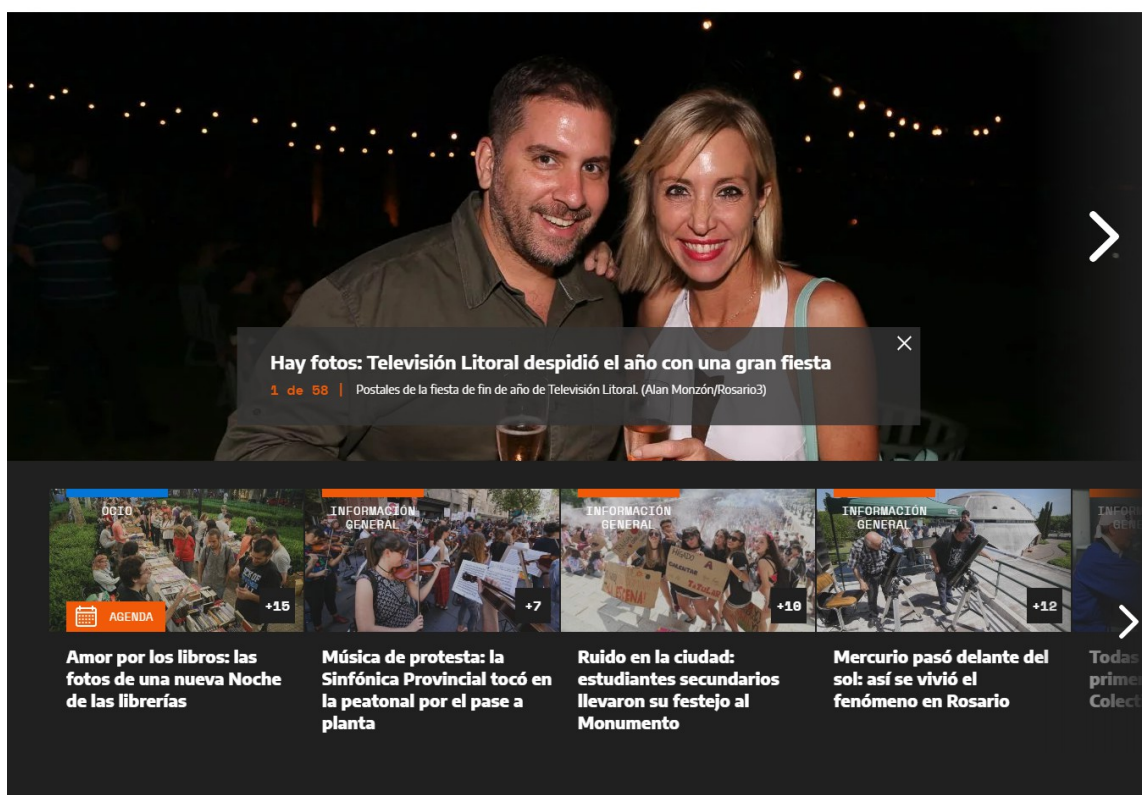 Hay fotos: Televisión Litoral despidió el año con una gran fiesta
1 de 58 | Postales de la fiesta de fin de año de Televisión Litoral. (Alan Monzón/Rosario3)
OCIO
AGENDA
+15
Amor por los libros: las
fotos de una nueva Noche
de las librerías
INFORMACIÓN
GENERAL
+7
Música de protesta: la
Sinfónica Provincial tocó en
la peatonal por el pase a
planta
INFORMACIÓN
GENERAL
+10
Ruido en la ciudad:
estudiantes secundarios
llevaron su festejo al
Monumento
INFORMACIÓN
GENERAL
+12
Mercurio pasó delante del
sol: así se vivió el
fenómeno en Rosario
Todas